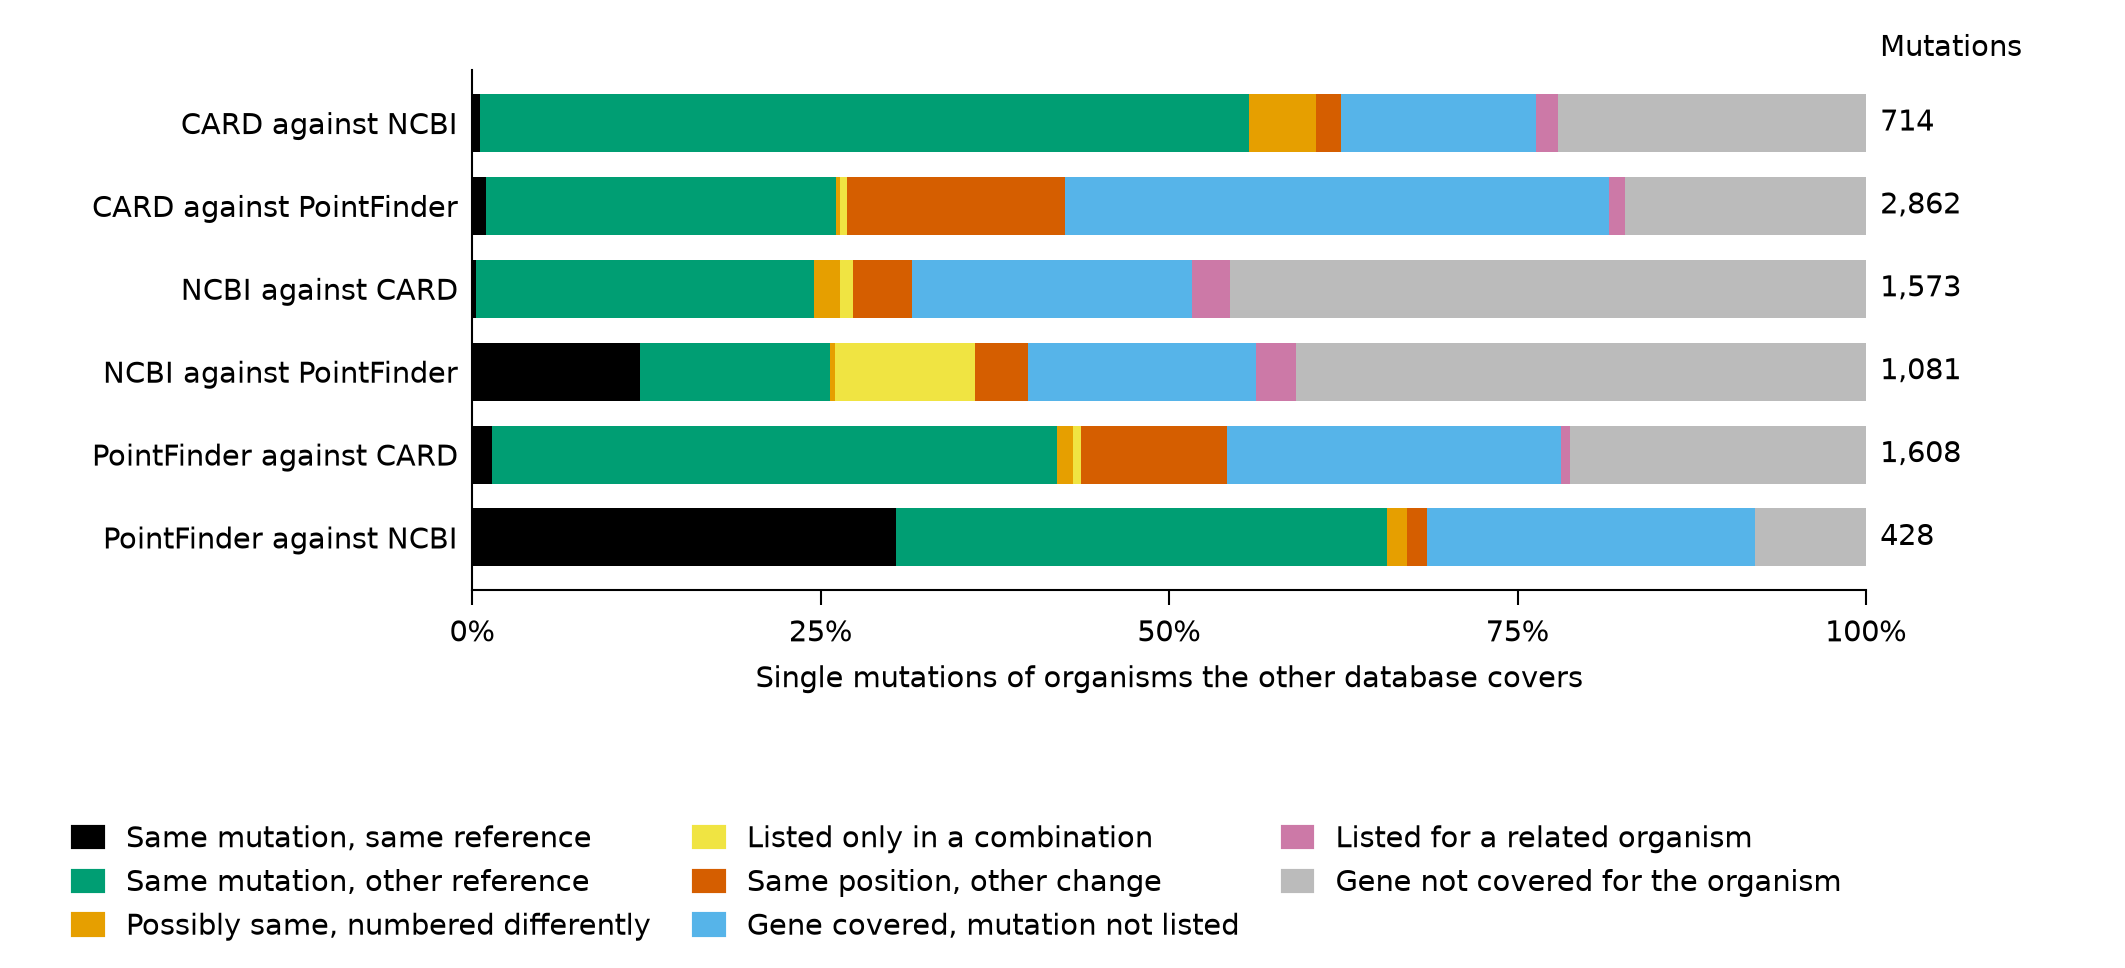 Mutations
CARD against NCBI 714
CARD against PointFinder 2,862
NCBI against CARD 1,573
NCBI against PointFinder 1,081
PointFinder against CARD 1,608
PointFinder against NCBI 428
0% 25% 50% 75% 100%
Single mutations of organisms the other database covers
Same mutation, same reference Listed only in a combination Listed for a related organism
Same mutation, other reference Same position, other change Gene not covered for the organism
Possibly same, numbered differently Gene covered, mutation not listed